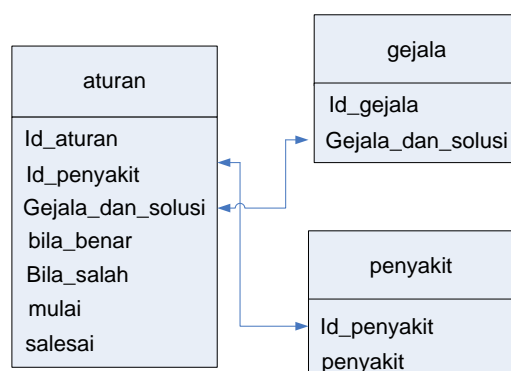 aturan
Id_aturan
Id_penyakit
Gejala_dan_solusi
bila_benar
Bila_salah
mulai
salesai
gejala
Id_gejala
Gejala_dan_solusi
penyakit
Id_penyakit
penyakit